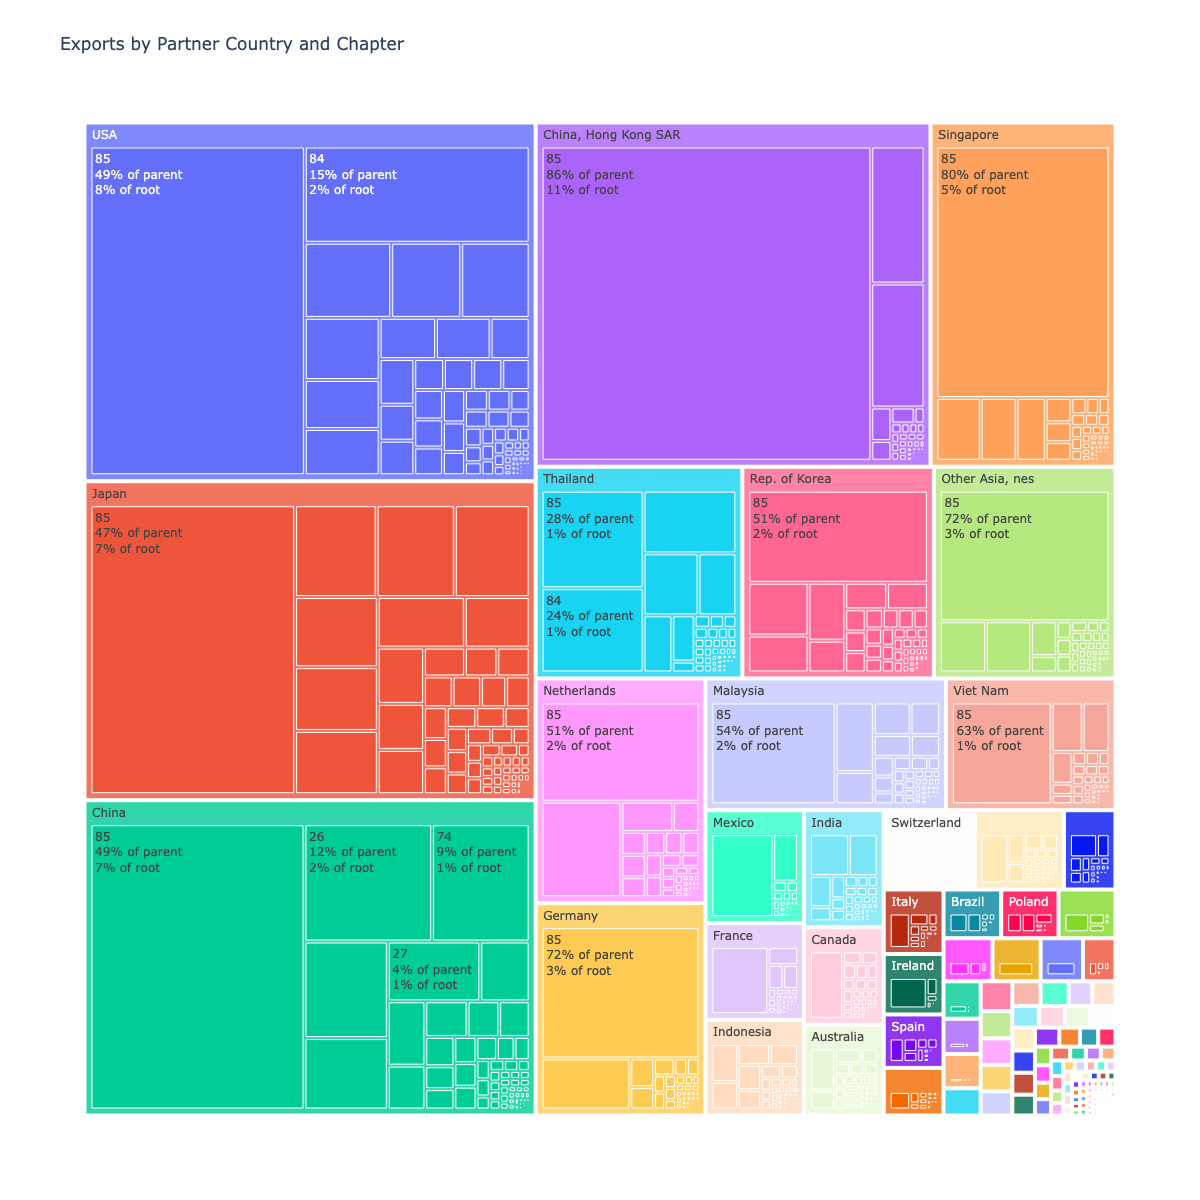 Exports by Partner Country and Chapter
USA
85
49% of parent
8% of root
84
15% of parent
2% of root
China, Hong Kong SAR
85
86% of parent
11% of root
Singapore
85
80% of parent
5% of root
Japan
85
47% of parent
7% of root
Thailand
85
28% of parent
1% of root
84
24% of parent
1% of root
Rep. of Korea
85
51% of parent
2% of root
Other Asia, nes
85
72% of parent
3% of root
China
85
49% of parent
7% of root
26
12% of parent
2% of root
74
9% of parent
1% of root
27
4% of parent
1% of root
Netherlands
85
51% of parent
2% of root
Malaysia
85
54% of parent
2% of root
Viet Nam
85
63% of parent
1% of root
Germany
85
72% of parent
3% of root
Mexico
India
Switzerland
France
Canada
Italy
Brazil
Poland
Ireland
Indonesia
Australia
Spain